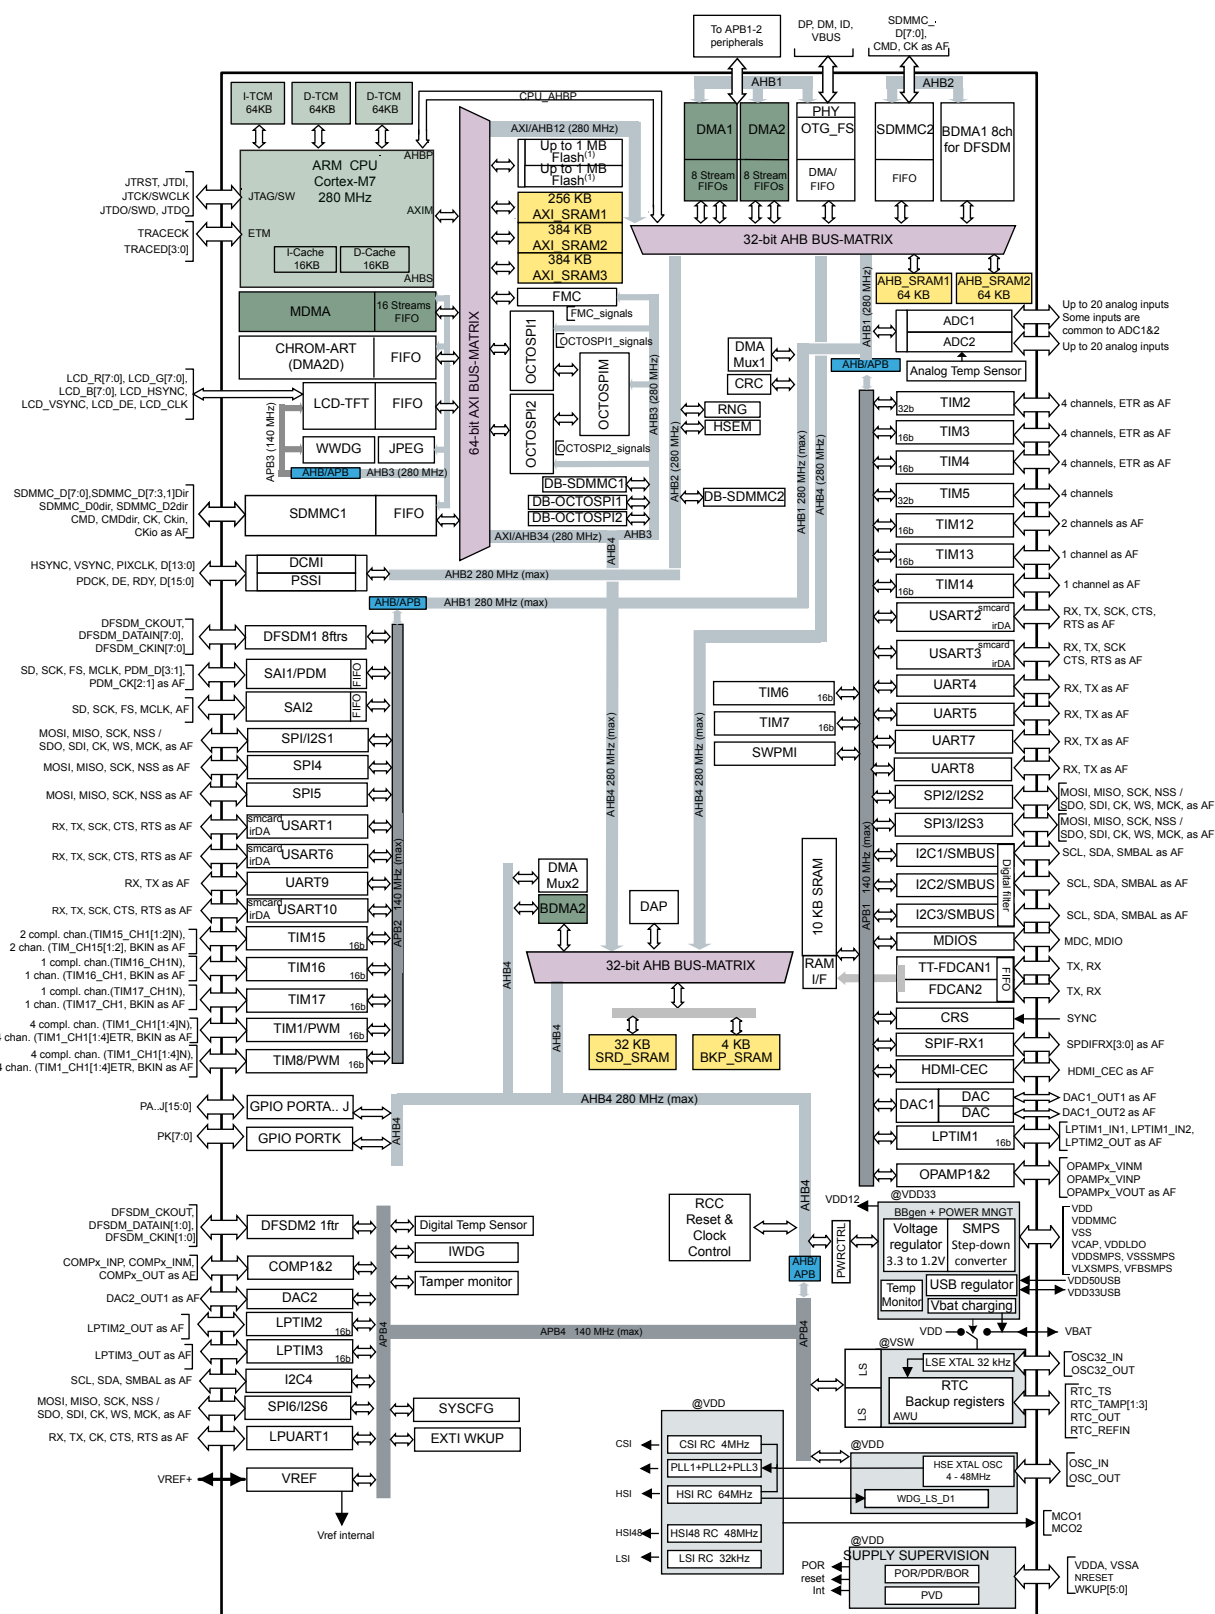 To APB1-2
peripherals
DP, DM, ID,
VBUS
SDMMC_
D[7:0],
CMD, CK as AF
I-TCM
64KB
D-TCM
64KB
D-TCM
64KB
CPU_AHBP
AHB1
AHB2
AXI/AHB12 (280 MHz)
ARM CPU
Cortex-M7
280 MHz
AHBP
AXIM
AHBS
JTAG/SW
ETM
I-Cache
16KB
D-Cache
16KB
JTRST, JTDI,
JTCK/SWCLK
JTDO/SWD, JTDO
TRACECK
TRACED[3:0]
Up to 1 MB
Flash(1)
Up to 1 MB
Flash(1)
256 KB
AXI_SRAM1
384 KB
AXI_SRAM2
384 KB
AXI_SRAM3
DMA1
8 Stream
FIFOs
DMA2
8 Stream
FIFOs
PHY
OTG_FS
DMA/
FIFO
SDMMC2
FIFO
BDMA1 8ch
for DFSDM
32-bit AHB BUS-MATRIX
AHB_SRAM1
64 KB
AHB_SRAM2
64 KB
MDMA
16 Streams
FIFO
CHROM-ART
(DMA2D)
FIFO
LCD-TFT
FIFO
WWDG
JPEG
AHB/APB
AHB3 (280 MHz)
APB3 (140 MHz)
LCD_R[7:0], LCD_G[7:0],
LCD_B[7:0], LCD_HSYNC,
LCD_VSYNC, LCD_DE, LCD_CLK
64-bit AXI BUS-MATRIX
FMC
FMC_signals
OCTOSPI1
OCTOSPI1_signals
OCTOSPIM
OCTOSPI2
OCTOSPI2_signals
DB-SDMMC1
DB-OCTOSPI1
DB-OCTOSPI2
AHB3 (280 MHz)
AHB3
AXI/AHB34 (280 MHz)
AHB4
SDMMC_D[7:0],SDMMC_D[7:3,1]Dir
SDMMC_D0dir, SDMMC_D2dir
CMD, CMDdir, CK, Ckin,
CKio as AF
SDMMC1
FIFO
DMA
Mux1
CRC
RNG
HSEM
DB-SDMMC2
AHB2 (280 MHz)
AHB2 (280 MHz)
AHB1 280 MHz (max)
AHB4 (280 MHz)
AHB4 (280 MHz)
AHB1 (280 MHz)
AHB/APB
ADC1
ADC2
Analog Temp Sensor
Up to 20 analog inputs
Some inputs are
common to ADC1&2
Up to 20 analog inputs
HSYNC, VSYNC, PIXCLK, D[13:0]
PDCK, DE, RDY, D[15:0]
DCMI
PSSI
AHB2 280 MHz (max)
AHB/APB
AHB1 280 MHz (max)
TIM2
32b
4 channels, ETR as AF
TIM3
16b
4 channels, ETR as AF
TIM4
16b
4 channels, ETR as AF
TIM5
32b
4 channels
TIM12
16b
2 channels as AF
TIM13
16b
1 channel as AF
TIM14
16b
1 channel as AF
USART2
smcard
irDA
RX, TX, SCK, CTS,
RTS as AF
USART3
smcard
irDA
RX, TX, SCK
CTS, RTS as AF
UART4
RX, TX as AF
UART5
RX, TX as AF
UART7
RX, TX as AF
UART8
RX, TX as AF
SPI2/I2S2
MOSI, MISO, SCK, NSS /
SDO, SDI, CK, WS, MCK, as AF
SPI3/I2S3
MOSI, MISO, SCK, NSS /
SDO, SDI, CK, WS, MCK, as AF
I2C1/SMBUS
SCL, SDA, SMBAL as AF
I2C2/SMBUS
SCL, SDA, SMBAL as AF
I2C3/SMBUS
Digital filter
SCL, SDA, SMBAL as AF
MDIOS
MDC, MDIO
TT-FDCAN1
FDCAN2
FIFO
TX, RX
TX, RX
CRS
SYNC
SPIF-RX1
SPDIFRX[3:0] as AF
HDMI-CEC
HDMI_CEC as AF
DAC1
DAC
DAC
DAC1_OUT1 as AF
DAC1_OUT2 as AF
LPTIM1
16b
LPTIM1_IN1, LPTIM1_IN2,
LPTIM2_OUT as AF
OPAMP1&2
OPAMPx_VINM
OPAMPx_VINP
OPAMPx_VOUT as AF
APB1 140 MHz (max)
TIM6
16b
TIM7
16b
SWPMI
10 KB SRAM
RAM
I/F
DFSDM_CKOUT,
DFSDM_DATAIN[7:0],
DFSDM_CKIN[7:0]
DFSDM1 8ftrs
SD, SCK, FS, MCLK, PDM_D[3:1],
PDM_CK[2:1] as AF
SAI1/PDM
FIFO
SD, SCK, FS, MCLK, AF
SAI2
FIFO
MOSI, MISO, SCK, NSS /
SDO, SDI, CK, WS, MCK, as AF
SPI/I2S1
MOSI, MISO, SCK, NSS as AF
SPI4
MOSI, MISO, SCK, NSS as AF
SPI5
RX, TX, SCK, CTS, RTS as AF
smcard
irDA
USART1
RX, TX, SCK, CTS, RTS as AF
smcard
irDA
USART6
RX, TX as AF
UART9
RX, TX, SCK, CTS, RTS as AF
smcard
irDA
USART10
2 compl. chan.(TIM15_CH1[1:2]N),
2 chan. (TIM_CH15[1:2], BKIN as AF
TIM15
16b
1 compl. chan.(TIM16_CH1N),
1 chan. (TIM16_CH1, BKIN as AF
TIM16
16b
1 compl. chan.(TIM17_CH1N),
1 chan. (TIM17_CH1, BKIN as AF
TIM17
16b
4 compl. chan. (TIM1_CH1[1:4]N),
chan. (TIM1_CH1[1:4]ETR, BKIN as AF
TIM1/PWM
16b
4 compl. chan. (TIM1_CH1[1:4]N),
chan. (TIM1_CH1[1:4]ETR, BKIN as AF
TIM8/PWM
16b
APB2 140 MHz (max)
AHB4 280 MHz (max)
AHB4 280 MHz (max)
AHB4 280 MHz (max)
AHB4 280 MHz (max)
DMA
Mux2
BDMA2
DAP
32-bit AHB BUS-MATRIX
32 KB
SRD_SRAM
4 KB
BKP_SRAM
AHB4
AHB4
AHB4 280 MHz (max)
PA..J[15:0]
GPIO PORTA.. J
PK[7:0]
GPIO PORTK
AHB4
AHB4
RCC
Reset &
Clock
Control
AHB/
APB
PWRCTRL
VDD12
@VDD33
BBgen + POWER MNGT
Voltage
regulator
3.3 to 1.2V
SMPS
Step-down
converter
Temp
Monitor
USB regulator
Vbat charging
VDD
VDDMMC
VSS
VCAP, VDDLDO
VDDSMPS, VSSSMPS
VLXSMPS, VFBSMPS
VDD50USB
VDD33USB
VDD
VBAT
@VSW
LS
LS
LSE XTAL 32 kHz
RTC
Backup registers
AWU
OSC32_IN
OSC32_OUT
RTC_TS
RTC_TAMP[1:3]
RTC_OUT
RTC_REFIN
DFSDM_CKOUT,
DFSDM_DATAIN[1:0],
DFSDM_CKIN[1:0]
DFSDM2 1ftr
COMPx_INP, COMPx_INM,
COMPx_OUT as AF
COMP1&2
DAC2_OUT1 as AF
DAC2
LPTIM2_OUT as AF
LPTIM2
16b
LPTIM3_OUT as AF
LPTIM3
16b
SCL, SDA, SMBAL as AF
I2C4
MOSI, MISO, SCK, NSS /
SDO, SDI, CK, WS, MCK, as AF
SPI6/I2S6
RX, TX, CK, CTS, RTS as AF
LPUART1
VREF+
VREF
Vref internal
Digital Temp Sensor
IWDG
Tamper monitor
APB4
APB4 140 MHz (max)
APB4
SYSCFG
EXTI WKUP
@VDD
CSI
CSI RC 4MHz
PLL1+PLL2+PLL3
HSI
HSI RC 64MHz
HSI48
HSI48 RC 48MHz
LSI
LSI RC 32kHz
@VDD
HSE XTAL OSC
4 - 48MHz
WDG_LS_D1
OSC_IN
OSC_OUT
MCO1
MCO2
@VDD
SUPPLY SUPERVISION
POR/PDR/BOR
PVD
POR
reset
Int
VDDA, VSSA
NRESET
WKUP[5:0]